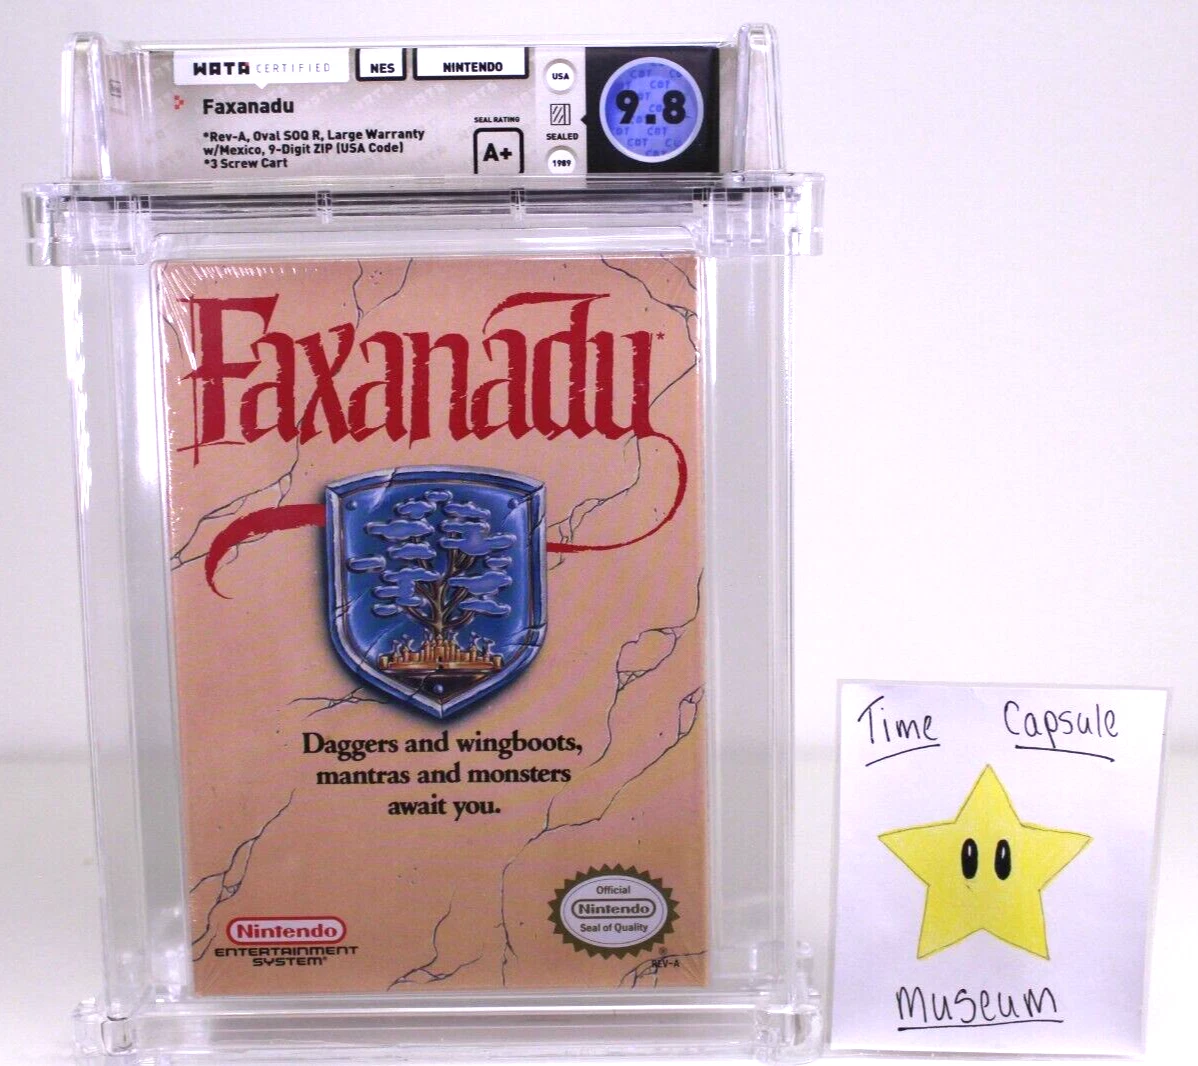 WATA CERTIFIED
NES
NINTENDO
Faxanadu
*Rev-A, Oval SOQ R, Large Warranty
w/Mexico, 9-Digit ZIP (USA Code)
*3 Screw Cart
SEAL RATING
A+
USA
SEALED
1989
9.8
Faxanadu*
Daggers and wingboots,
mantras and monsters
await you.
Nintendo
ENTERTAINMENT
SYSTEM®
Official
Nintendo
Seal of Quality
®
REV-A
Time Capsule
museum